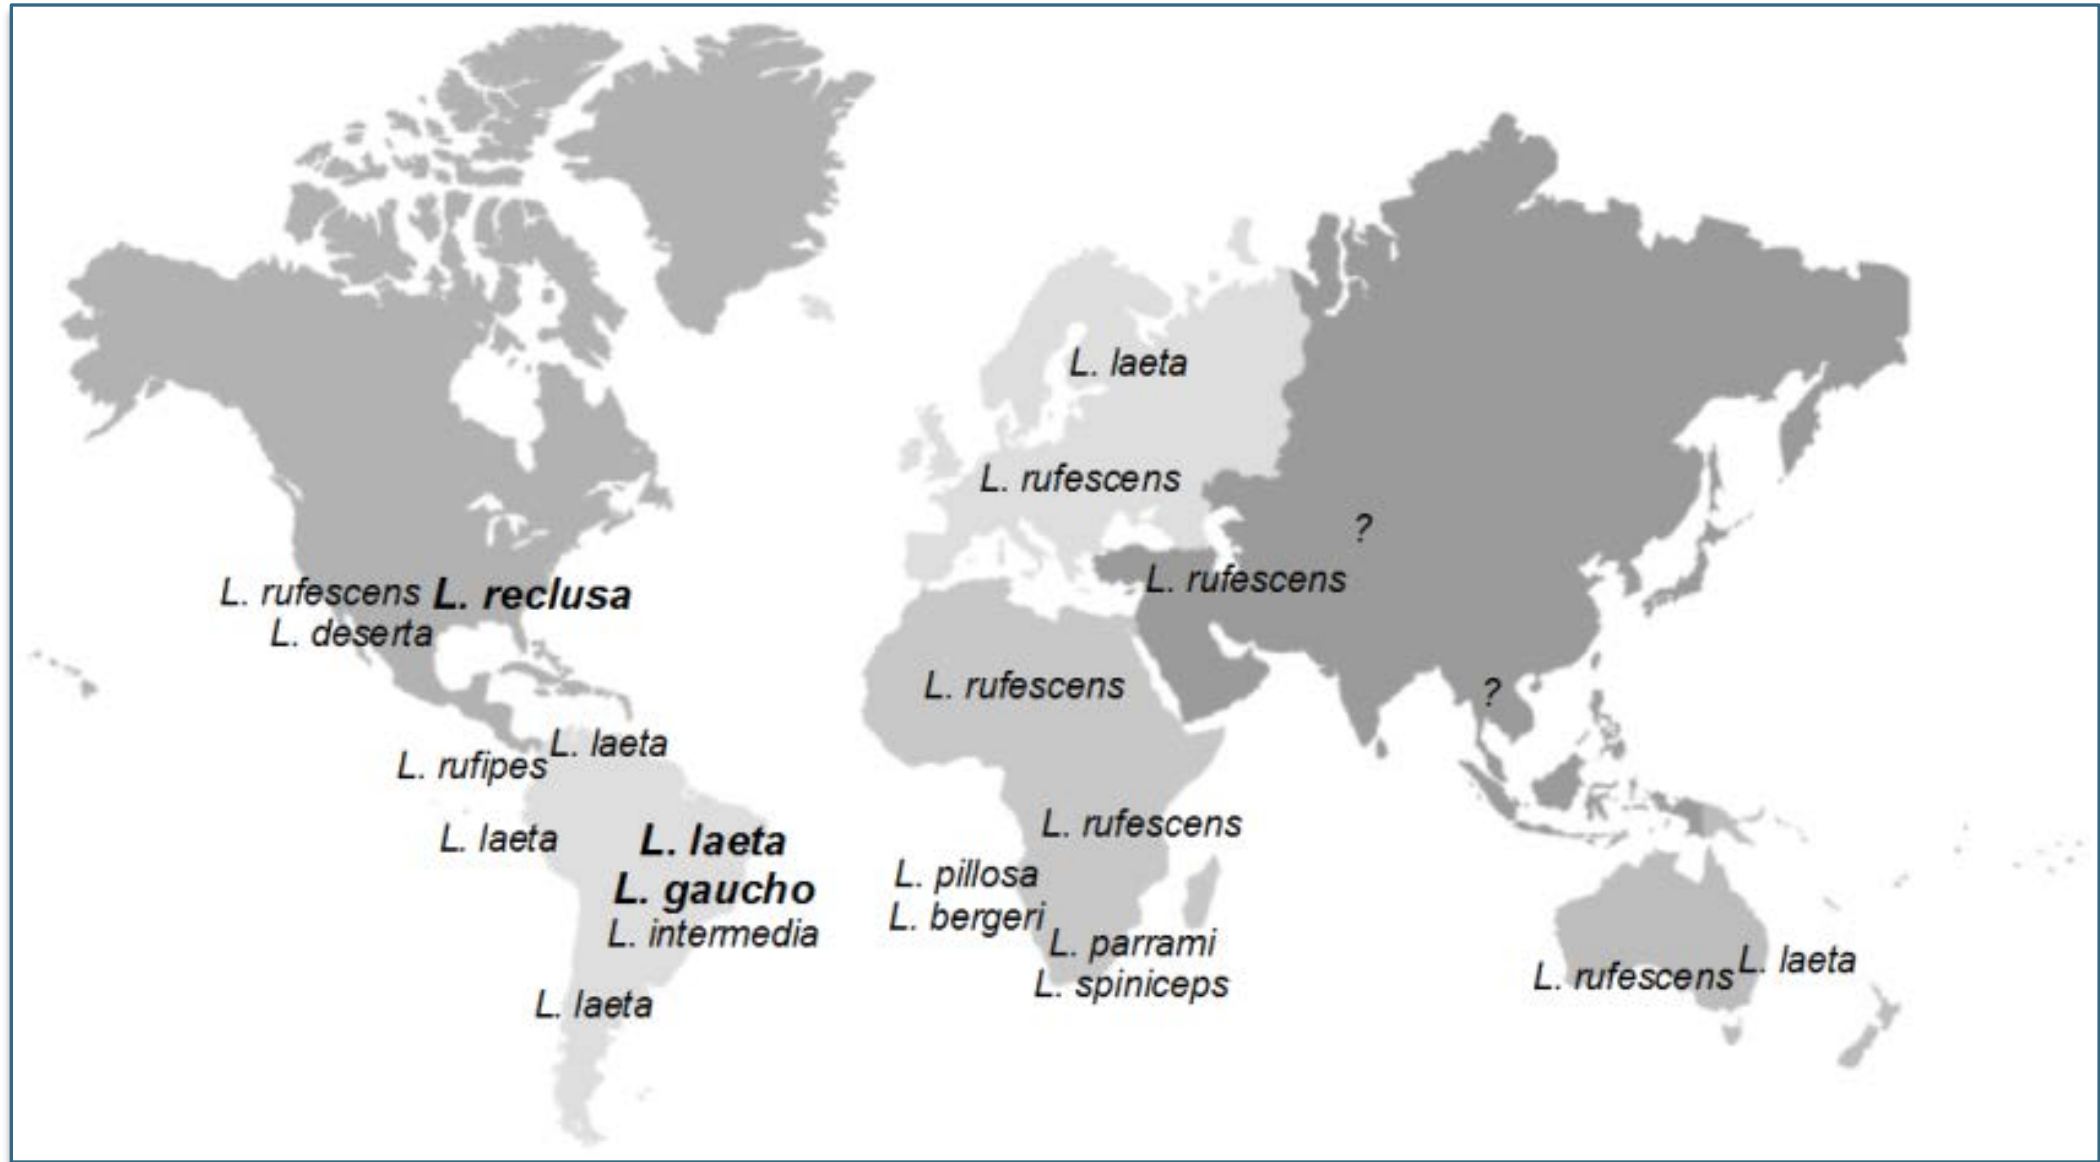 L. laeta
L. rufescens
?
L. rufescens L. reclusa
L. rufescens
L. deserta
L. rufescens
?
L. laeta
L. rufipes
L. rufescens
L. laeta
L. laeta
L. pillosa
L. gaucho
L. bergeri
L. intermedia
L. parrami
L. laeta
L. rufescens
L. spiniceps
L. laeta